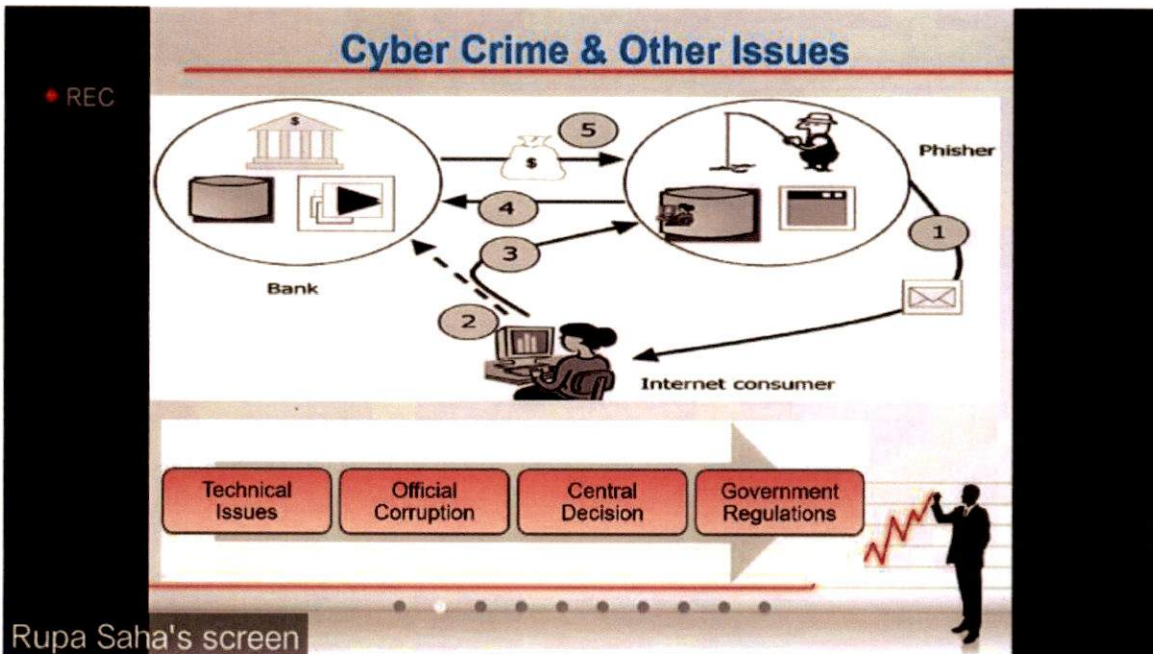 Cyber Crime & Other Issues
REC
$
5
$
Phisher
4
1
3
Bank
2
Internet consumer
Technical
Issues
Official
Corruption
Central
Decision
Government
Regulations
Rupa Saha's screen